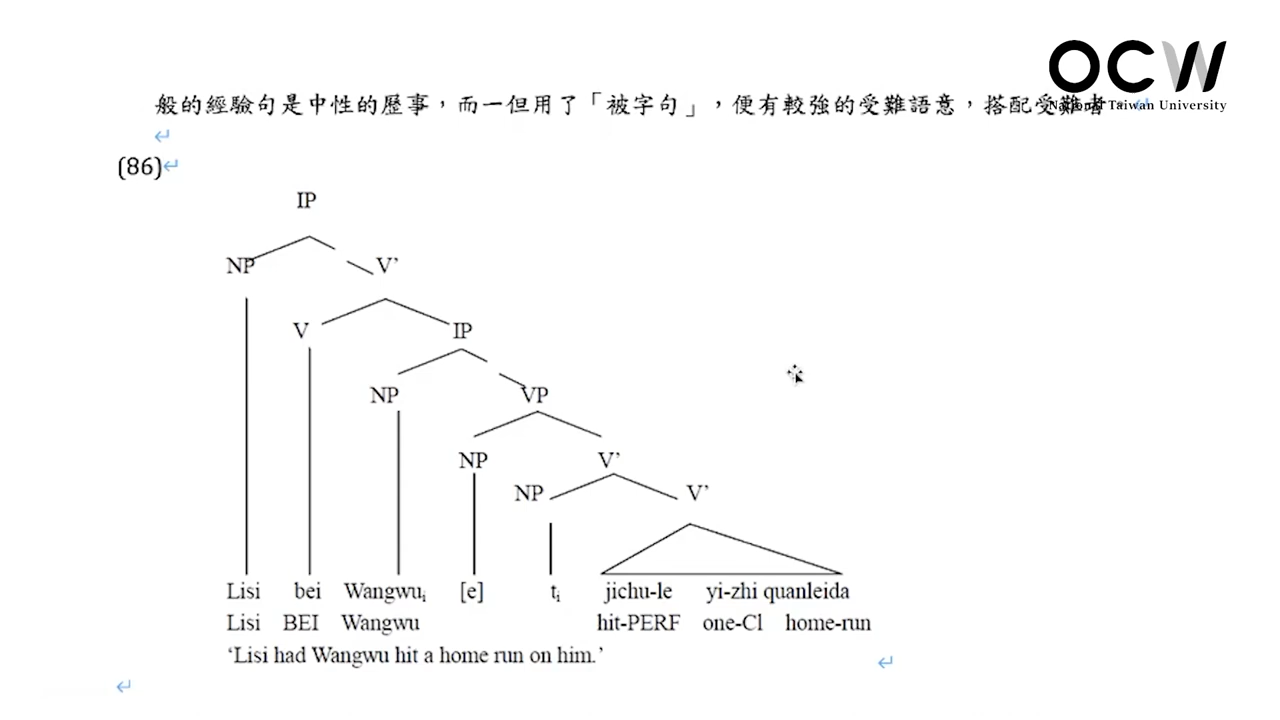 OCW
National Taiwan University
般的經驗句是中性的歷事，而一但用了「被字句」，便有較強的受難語意，搭配受難者
(86)
IP
NP V’
V IP
NP VP
NP V’
NP V’
Lisi bei Wangwui [e] ti jichu-le yi-zhi quanleida
Lisi BEI Wangwu hit-PERF one-Cl home-run
‘Lisi had Wangwu hit a home run on him.’